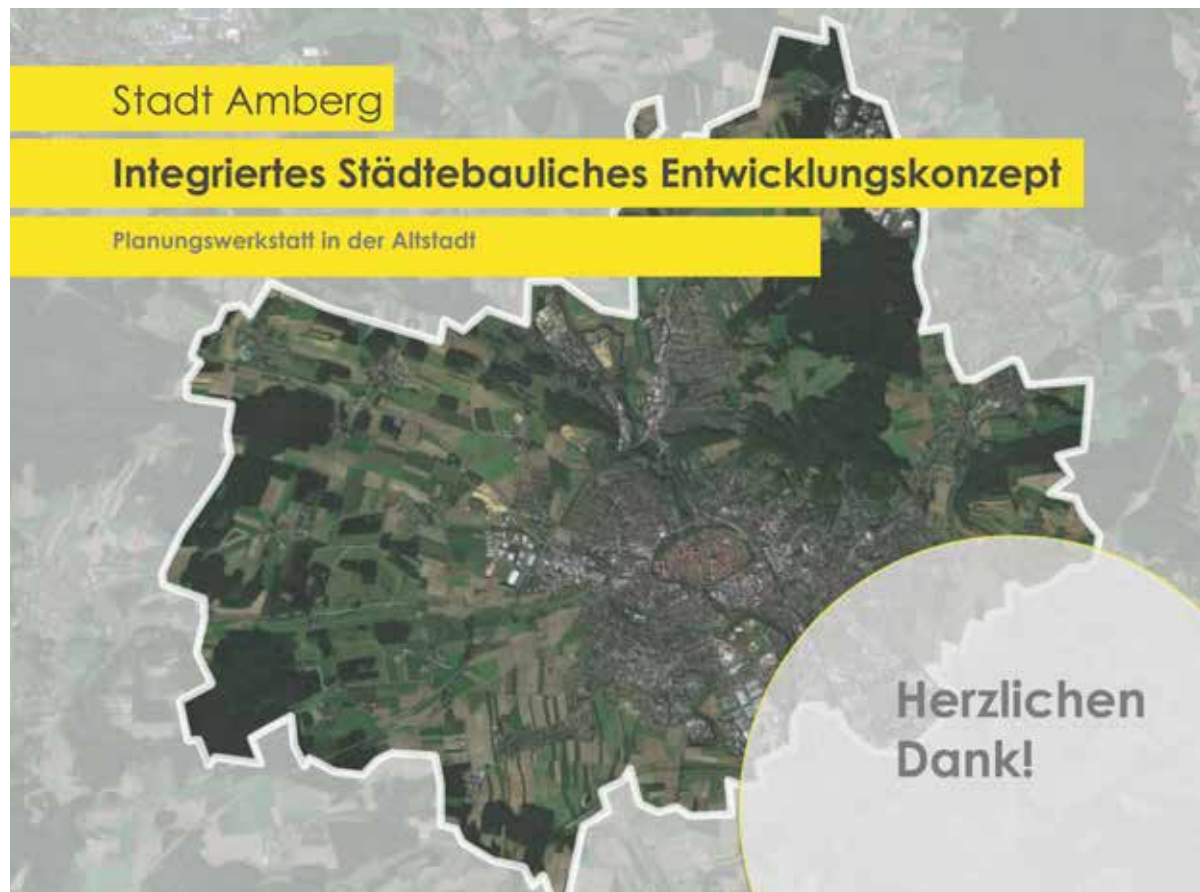 Stadt Amberg
Integriertes Städtebauliches Entwicklungskonzept
Planungswerkstatt in der Altstadt
Herzlichen
Dank!